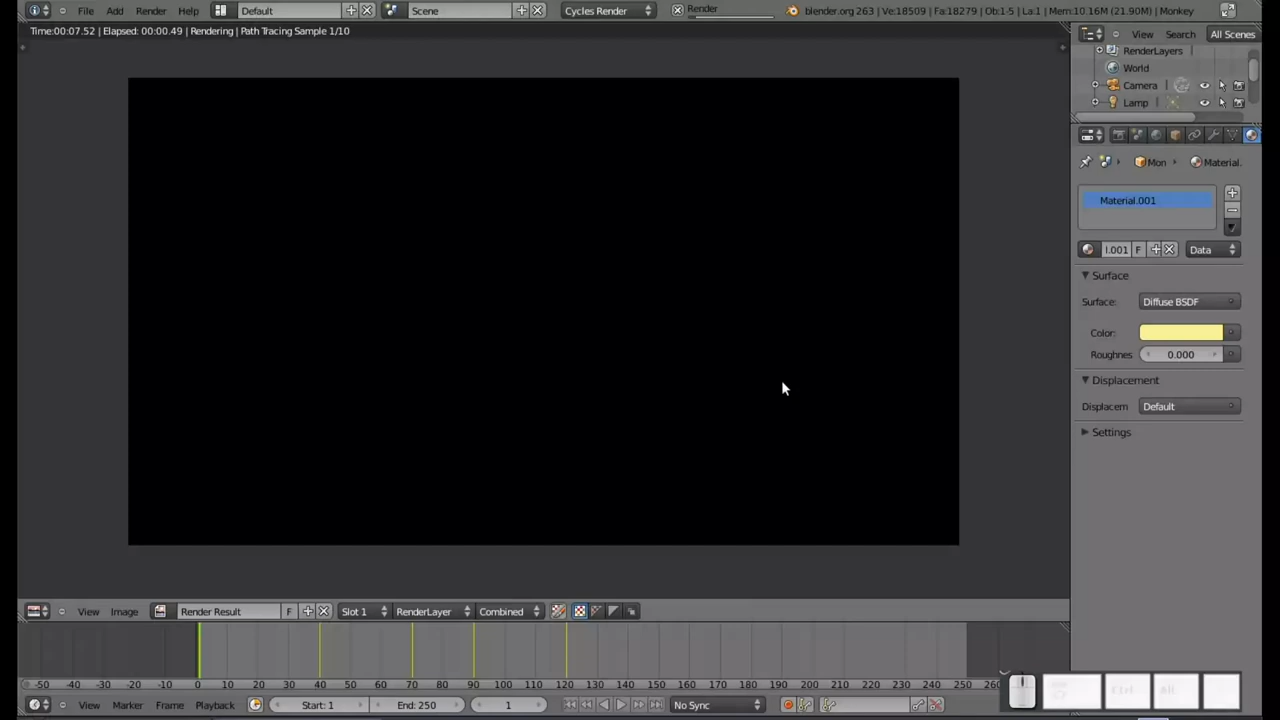 File Add Render Help Default Scene Cycles Render Render blender.org 263 | Ve:18509 | Fa:18279 | Ob:1-5 | La:1 | Mem:10.16M (21.90M) | Monkey
Time:00:07.52 | Elapsed: 00:00.49 | Rendering | Path Tracing Sample 1/10
View Search All Scenes
RenderLayers
World
Camera
Lamp
Mon Material.
Material.001
I.001 F Data
Surface
Surface: Diffuse BSDF
Color:
Roughnes 0.000
Displacement
Displacem Default
Settings
View Image Render Result F Slot 1 RenderLayer Combined
-50 -40 -30 -20 -10 0 10 20 30 40 50 60 70 80 90 100 110 120 130 140 150 160 170 180 190 200 210 220 230 240 250 26
View Marker Frame Playback Start: 1 End: 250 1 No Sync
Ctrl Alt